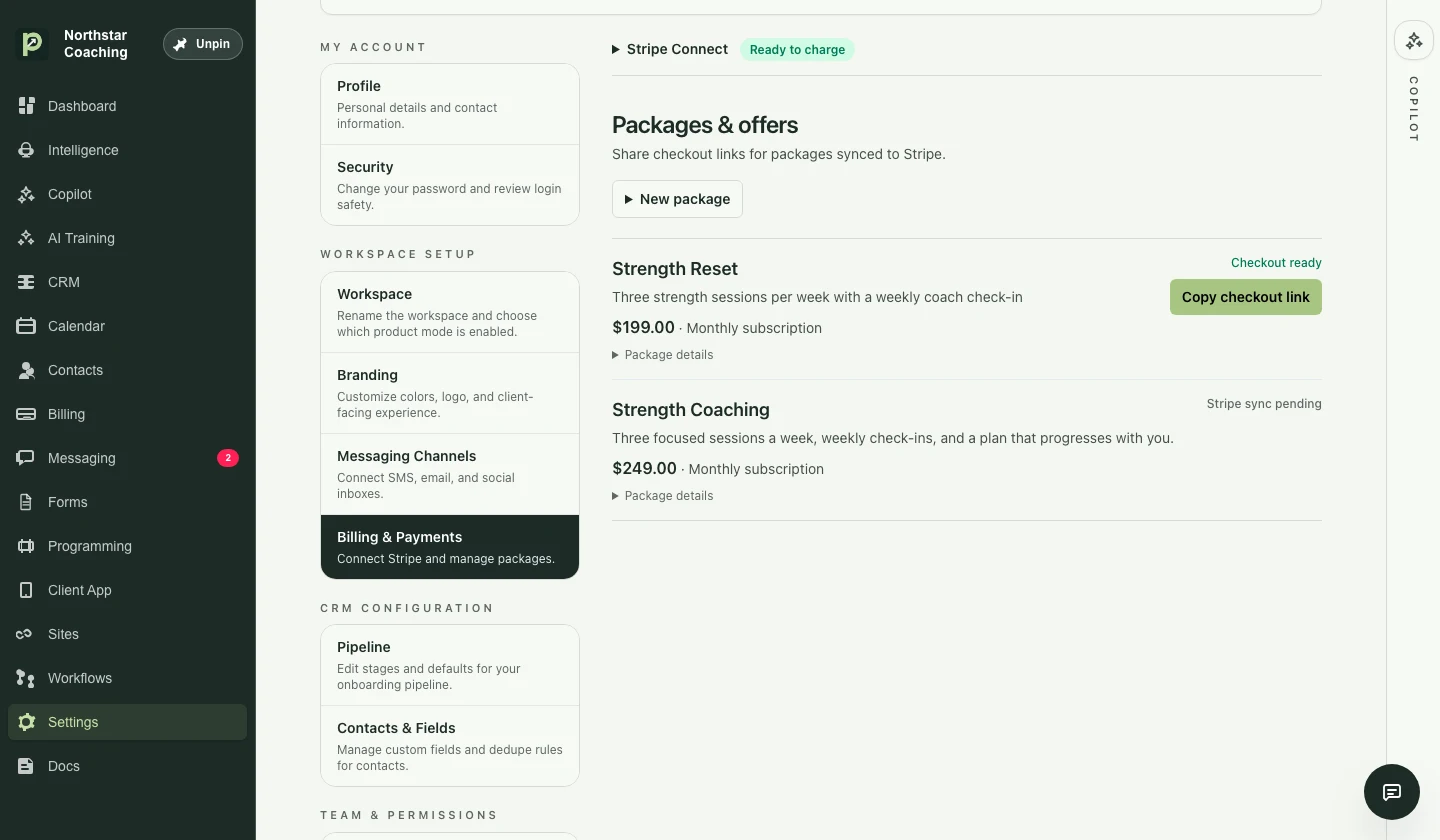 Northstar
Coaching
Unpin
Dashboard
Intelligence
Copilot
AI Training
CRM
Calendar
Contacts
Billing
Messaging
2
Forms
Programming
Client App
Sites
Workflows
Settings
Docs
MY ACCOUNT
Profile
Personal details and contact
information.
Security
Change your password and review login
safety.
WORKSPACE SETUP
Workspace
Rename the workspace and choose
which product mode is enabled.
Branding
Customize colors, logo, and client-
facing experience.
Messaging Channels
Connect SMS, email, and social
inboxes.
Billing & Payments
Connect Stripe and manage packages.
CRM CONFIGURATION
Pipeline
Edit stages and defaults for your
onboarding pipeline.
Contacts & Fields
Manage custom fields and dedupe rules
for contacts.
TEAM & PERMISSIONS
Stripe Connect
Ready to charge
Packages & offers
Share checkout links for packages synced to Stripe.
New package
Strength Reset
Checkout ready
Three strength sessions per week with a weekly coach check-in
Copy checkout link
$199.00 · Monthly subscription
Package details
Strength Coaching
Stripe sync pending
Three focused sessions a week, weekly check-ins, and a plan that progresses with you.
$249.00 · Monthly subscription
Package details
COPILOT